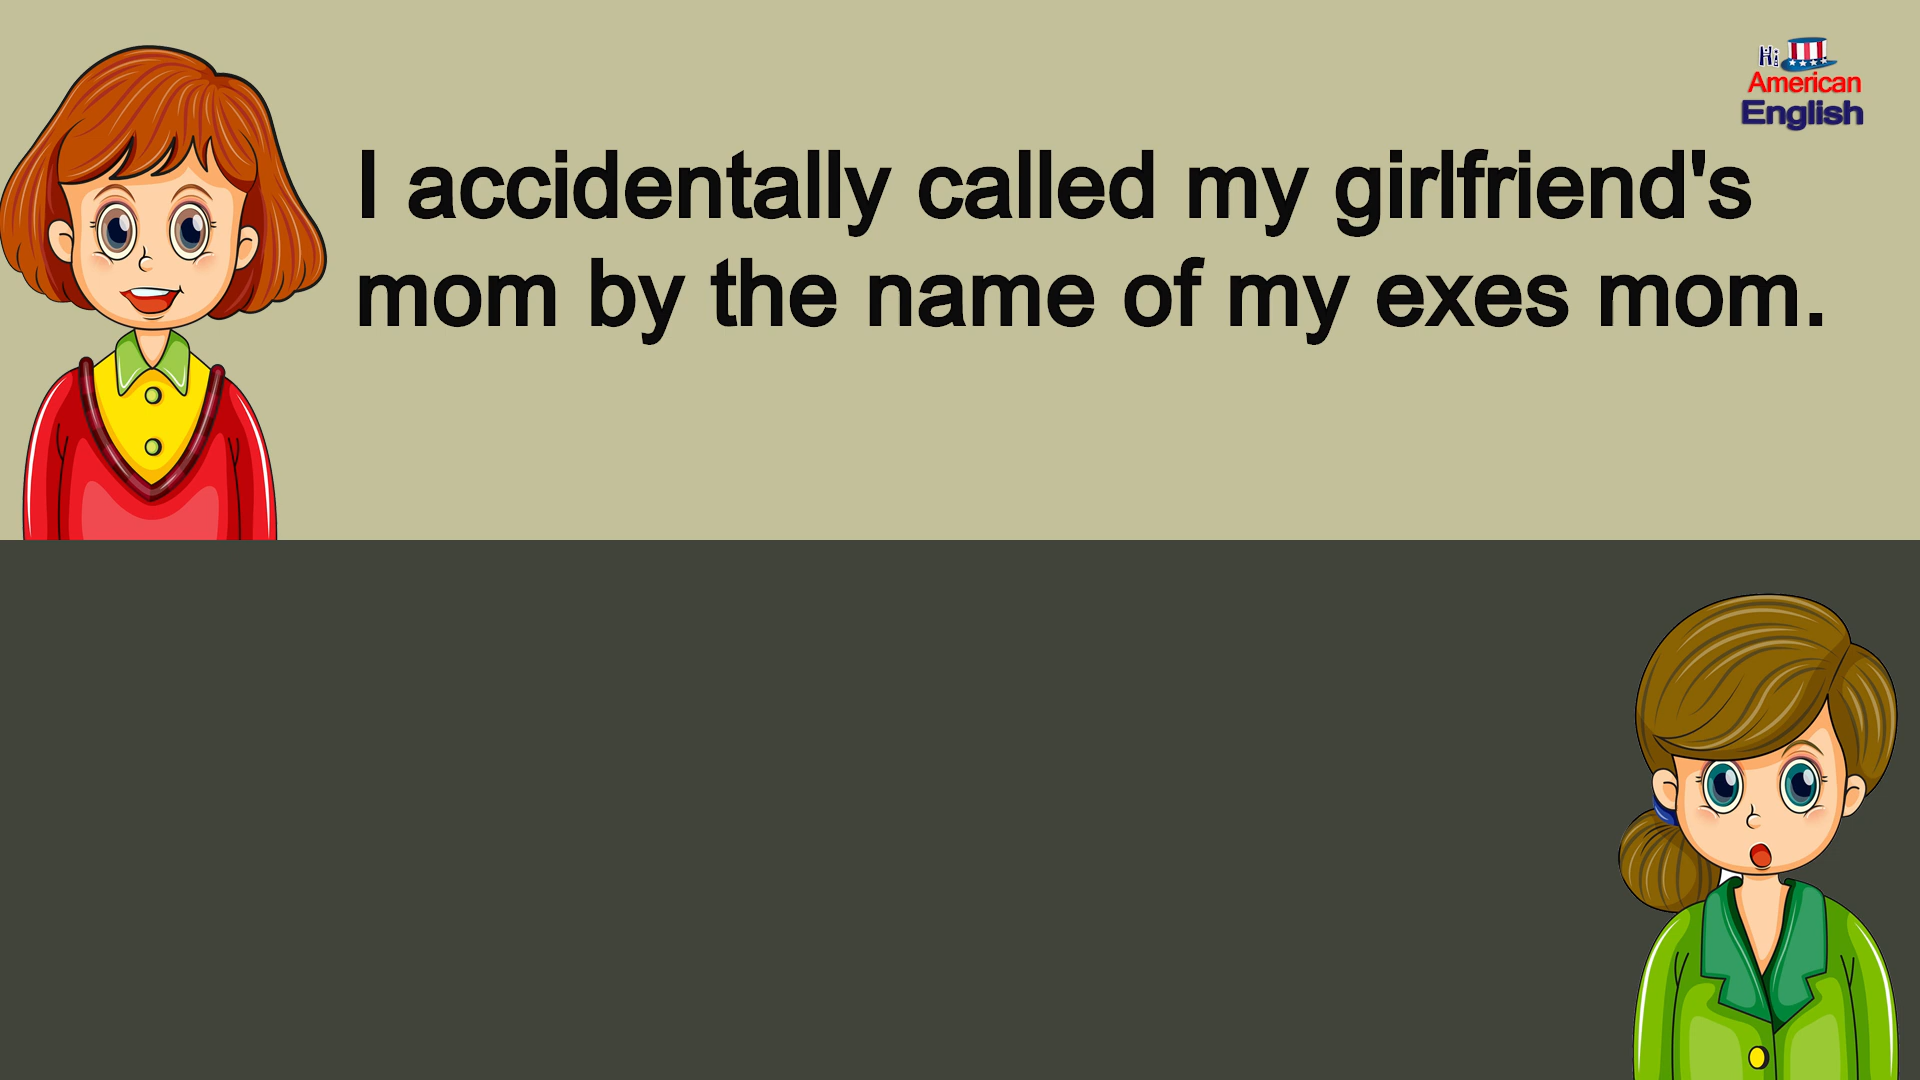 Hi
American
English
I accidentally called my girlfriend's
mom by the name of my exes mom.